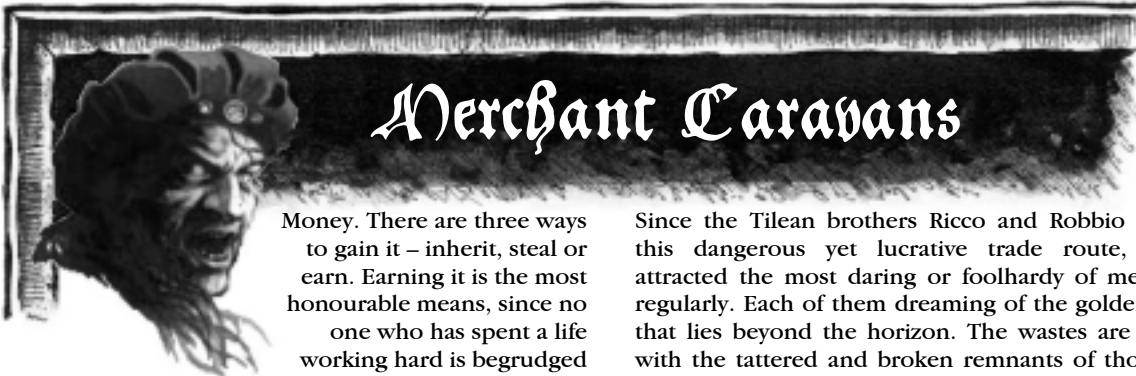 Merchant Caravans
Money. There are three ways
to gain it – inherit, steal or
earn. Earning it is the most
honourable means, since no
one who has spent a life
working hard is begrudged
Since the Tilean brothers Ricco and Robbio
this dangerous yet lucrative trade route,
attracted the most daring or foolhardy of
regularly. Each of them dreaming of the
that lies beyond the horizon. The wastes are
with the tattered and broken remnants of